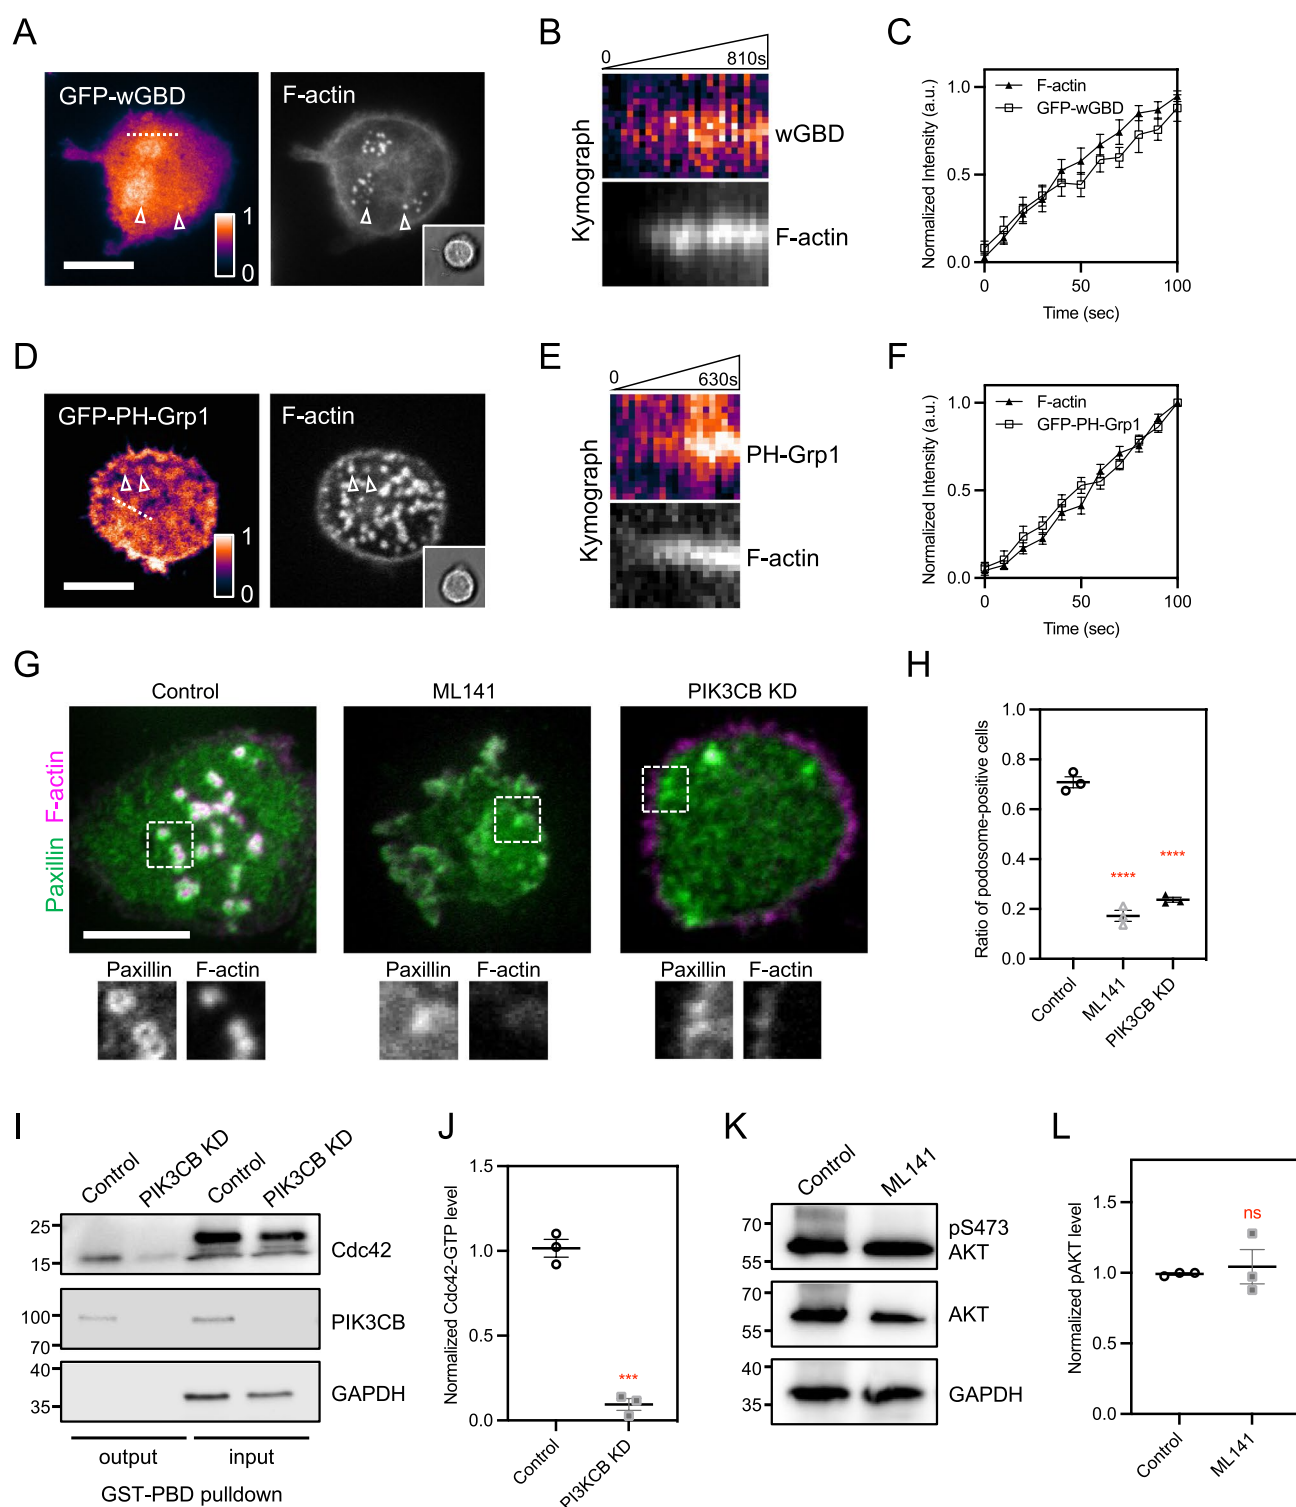 A
GFP-wGBD
F-actin
1
0
B
0
810s
Kymograph
wGBD
F-actin
C
Normalized Intensity (a.u.)
1.0
0.5
0.0
F-actin
GFP-wGBD
0
50
100
Time (sec)
D
GFP-PH-Grp1
F-actin
1
0
E
0
630s
Kymograph
PH-Grp1
F-actin
F
Normalized Intensity (a.u.)
1.0
0.5
0.0
F-actin
GFP-PH-Grp1
0
50
100
Time (sec)
G
Control
ML141
PIK3CB KD
Paxillin F-actin
Paxillin
F-actin
Paxillin
F-actin
Paxillin
F-actin
H
Ratio of podosome-positive cells
1.0
0.8
0.6
0.4
0.2
0.0
****
****
Control
ML141
PIK3CB KD
I
Control
PIK3CB KD
Control
PIK3CB KD
25
15
Cdc42
100
70
PIK3CB
40
35
GAPDH
output
input
GST-PBD pulldown
J
Normalized Cdc42-GTP level
1.5
1.0
0.5
0.0
***
Control
PI3KCB KD
K
Control
ML141
70
55
pS473
AKT
70
55
AKT
40
35
GAPDH
L
Normalized pAKT level
1.5
1.0
0.5
0.0
ns
Control
ML141